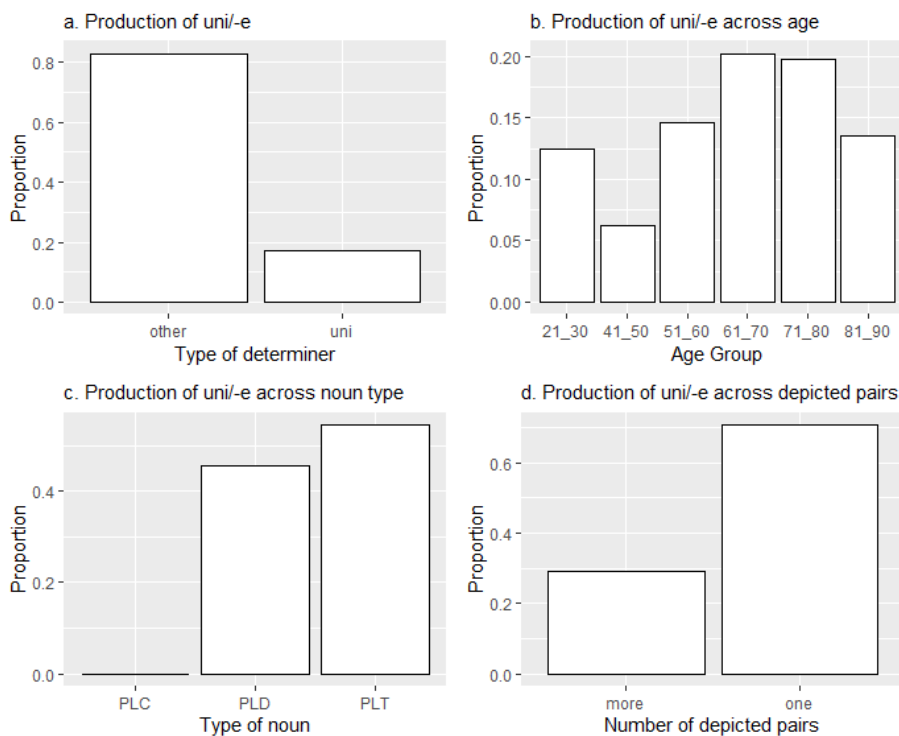 a. Production of uni/-e
0.8
0.6
0.4
0.2
0.0
Proportion
other uni
Type of determiner
b. Production of uni/-e across age
0.20
0.15
0.10
0.05
0.00
Proportion
21_30 41_50 51_60 61_70 71_80 81_90
Age Group
c. Production of uni/-e across noun type
0.4
0.2
0.0
Proportion
PLC PLD PLT
Type of noun
d. Production of uni/-e across depicted pairs
0.6
0.4
0.2
0.0
Proportion
more one
Number of depicted pairs